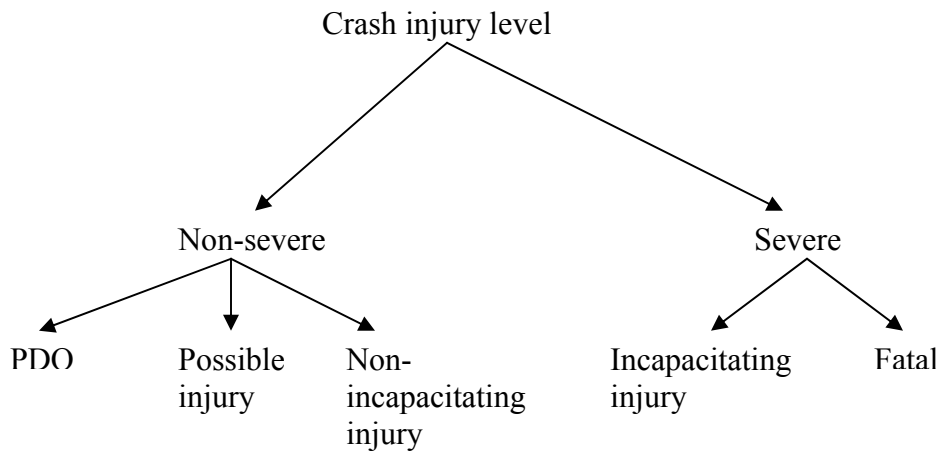 Crash injury level
Non-severe
Severe
PDO
Possible
injury
Non-
incapacitating
injury
Incapacitating
injury
Fatal